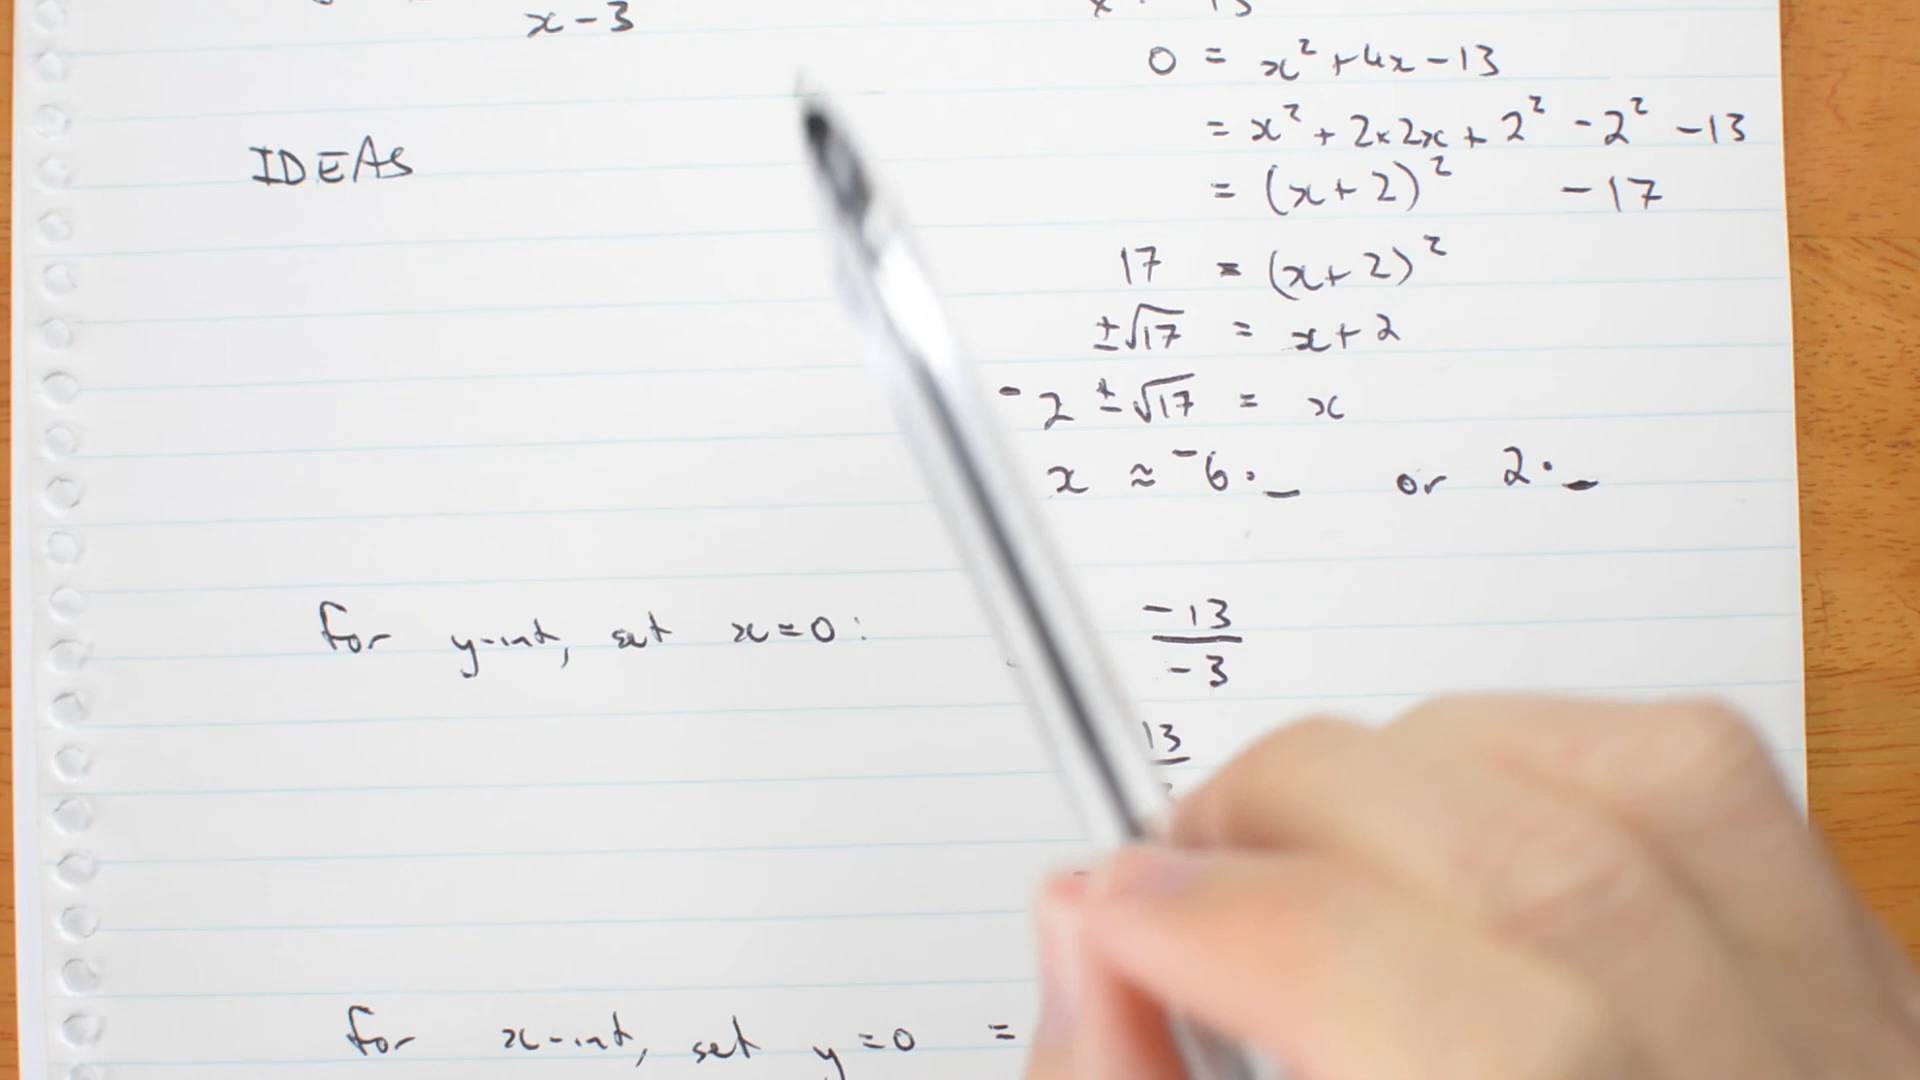 x-3
0 = x² + 4x - 13
= x² + 2×2x + 2² - 2² - 13
= (x+2)² - 17
IDEAS
17 = (x+2)²
±√17 = x+2
-2 ±√17 = x
x ≈ ⁻6._ or 2._
for y-int, set x=0:
-13
-3
13
for x-int, set y=0 =